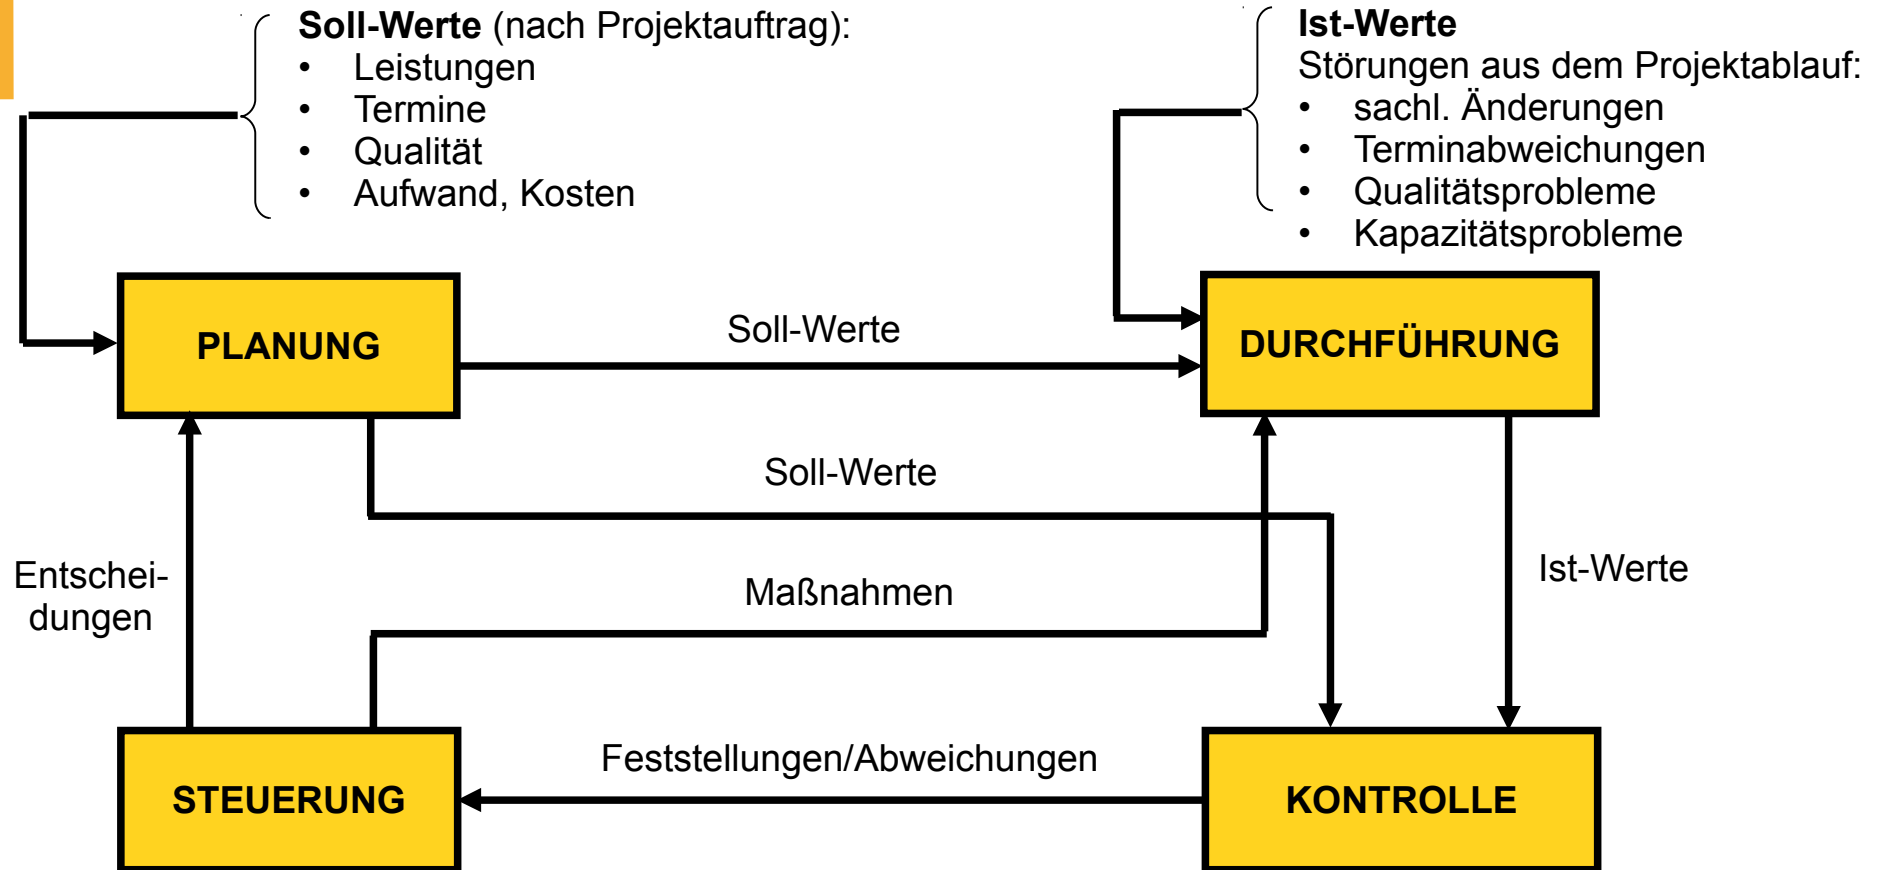 Soll-Werte (nach Projektauftrag):
• Leistungen
• Termine
• Qualität
• Aufwand, Kosten
Ist-Werte
Störungen aus dem Projektablauf:
• sachl. Änderungen
• Terminabweichungen
• Qualitätsprobleme
• Kapazitätsprobleme
PLANUNG
Soll-Werte
DURCHFÜHRUNG
Soll-Werte
Entschei-
dungen
Maßnahmen
Ist-Werte
STEUERUNG
Feststellungen/Abweichungen
KONTROLLE